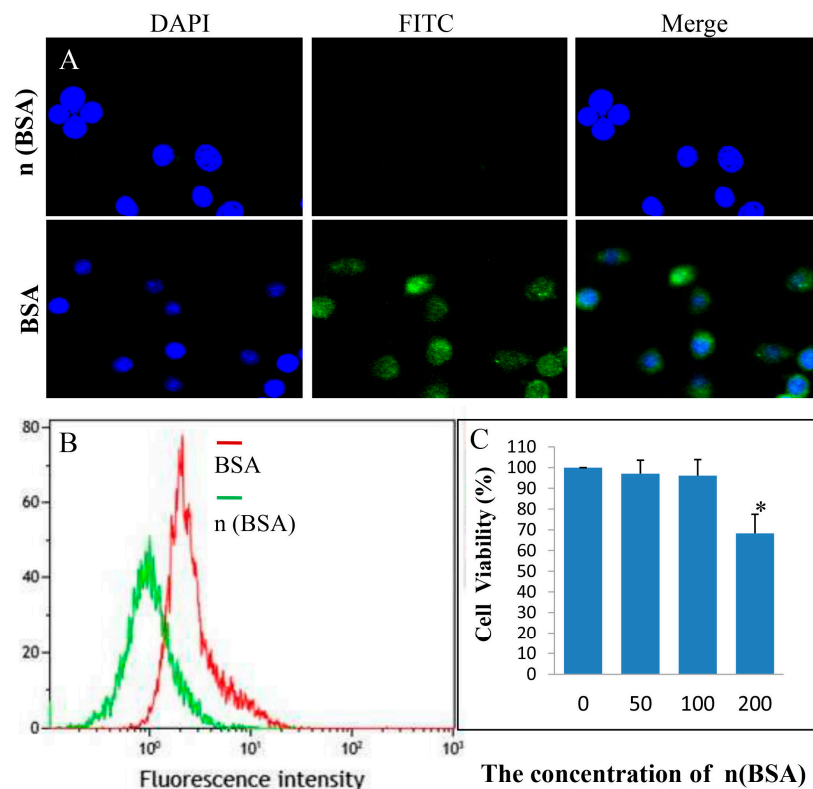 DAPI FITC Merge
A
n (BSA)
BSA
B
80
60
40
20
0
BSA
n (BSA)
10⁰ 10¹ 10² 10³
Fluorescence intensity
C
Cell Viability (%)
110
100
90
80
70
60
50
40
30
20
10
0
*
0 50 100 200
The concentration of n(BSA)